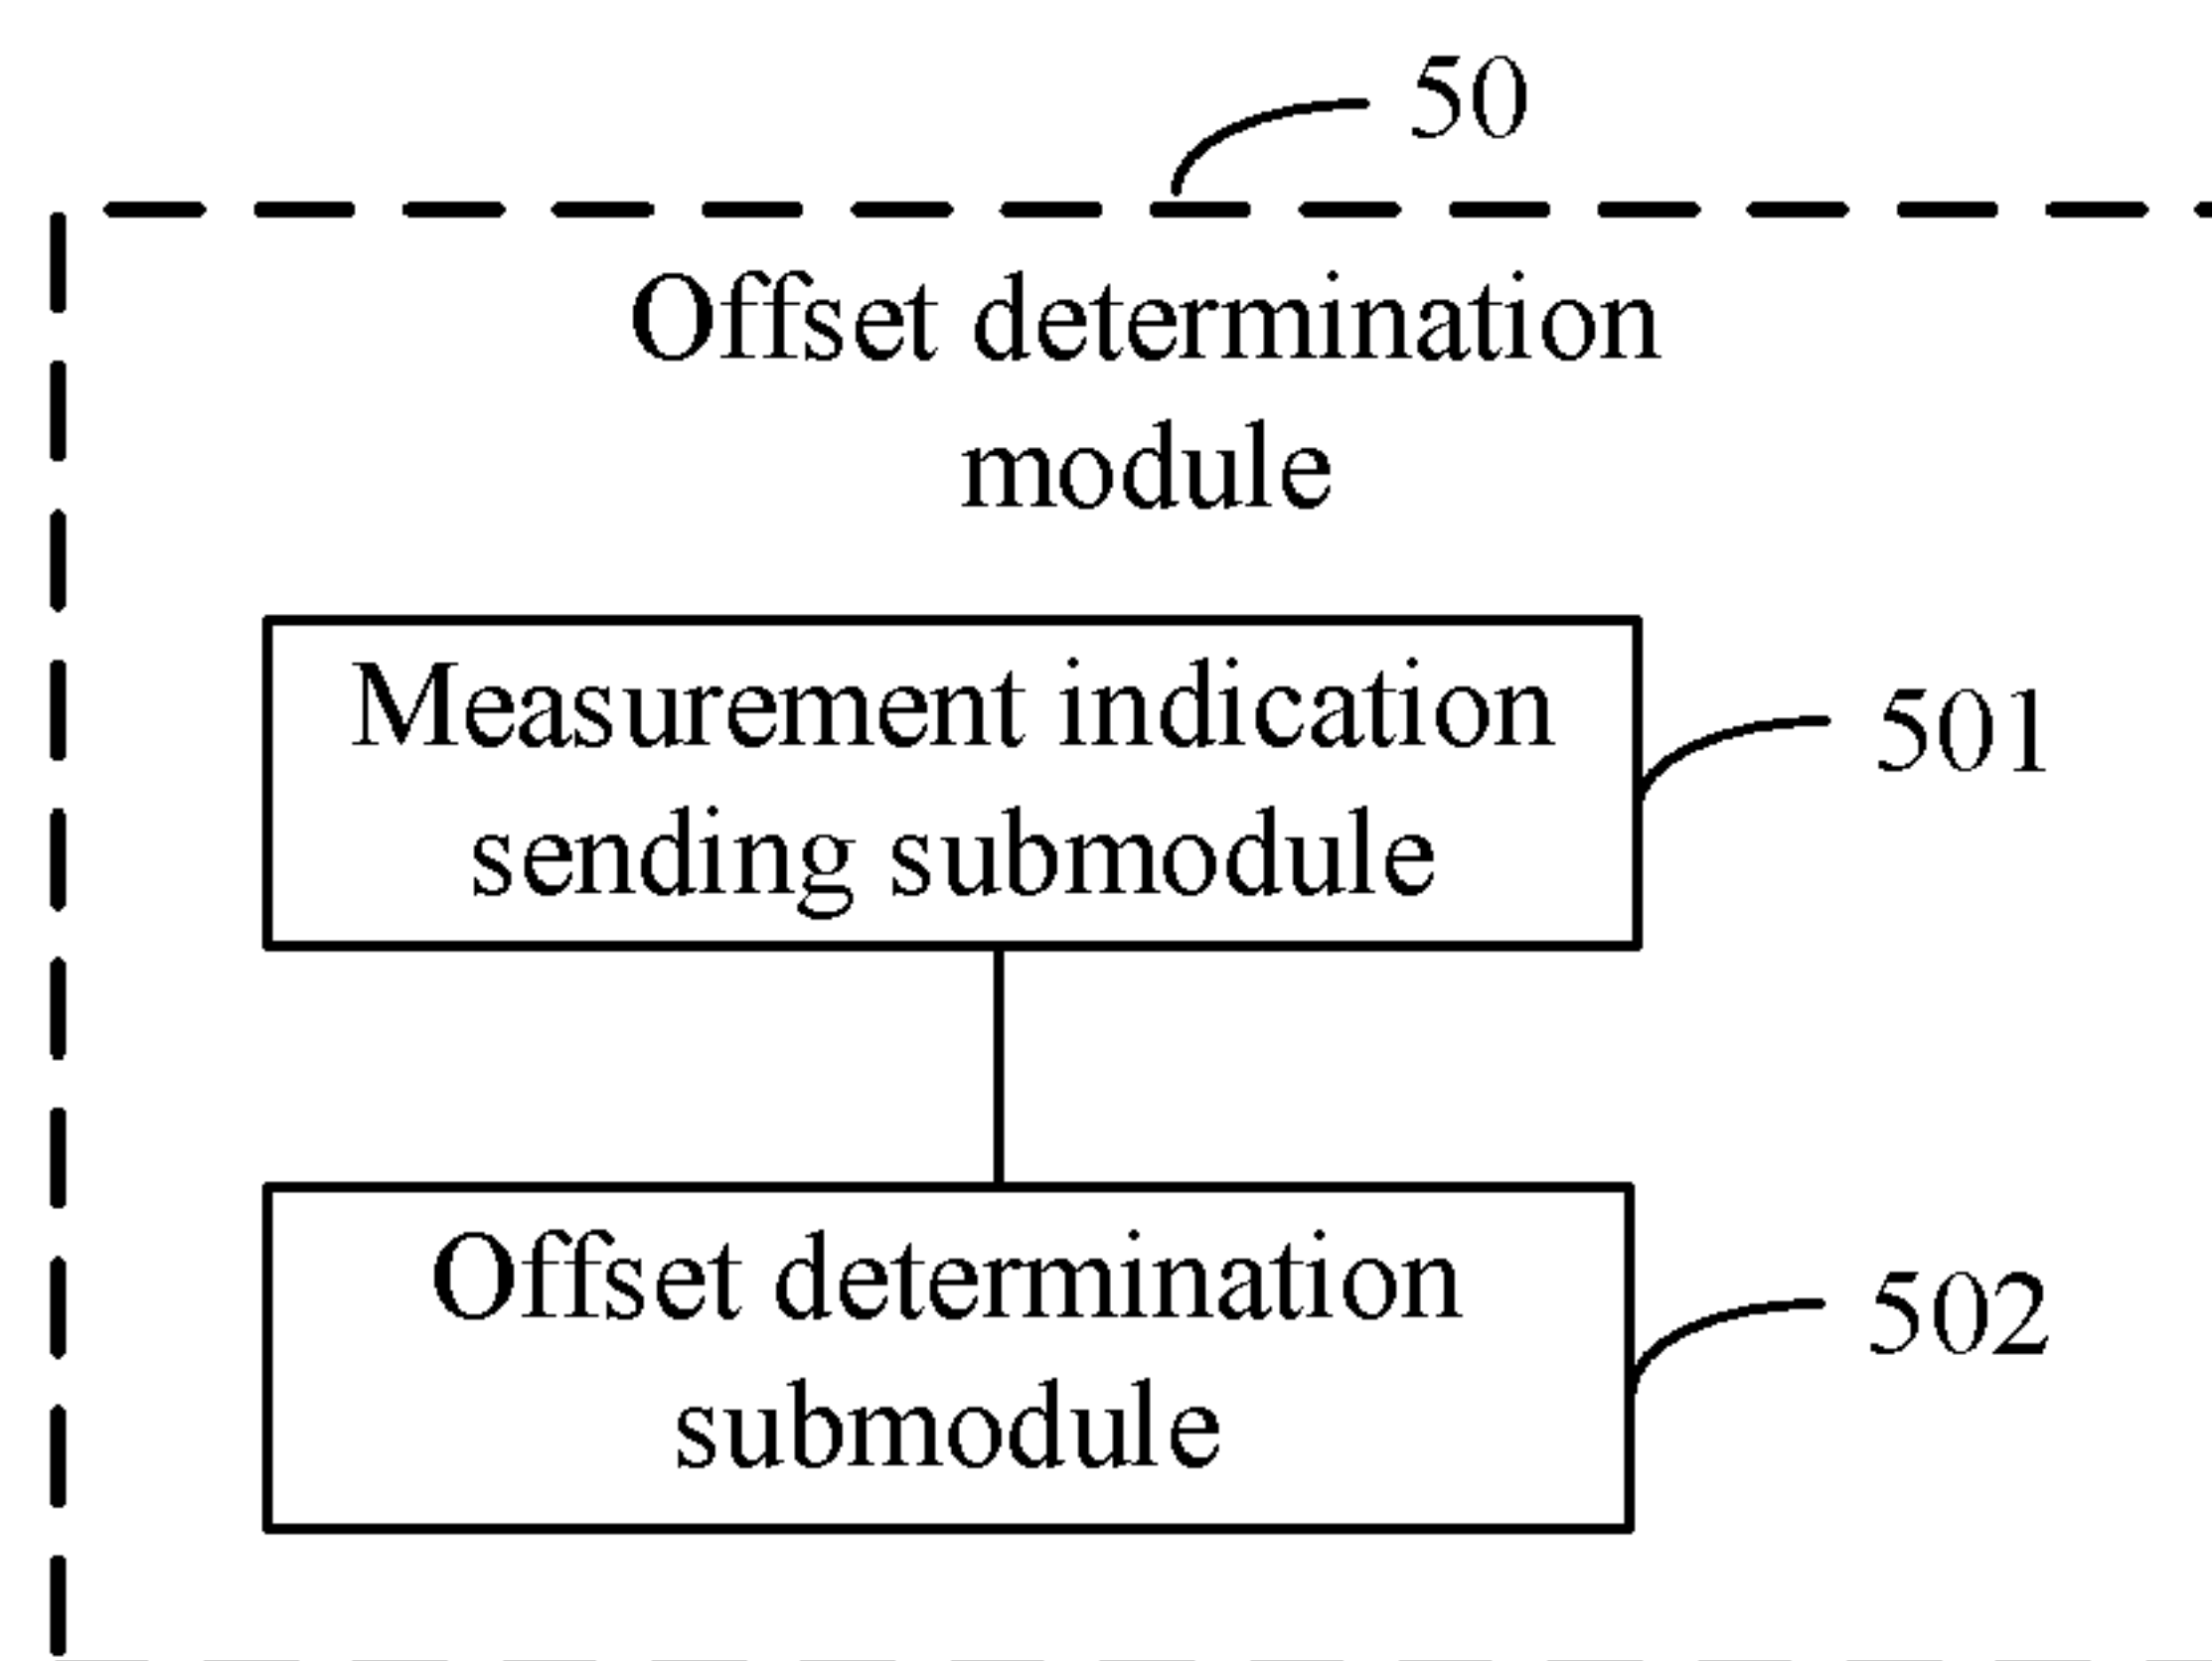 50
Offset determination
module
Measurement indication
sending submodule
501
Offset determination
submodule
502